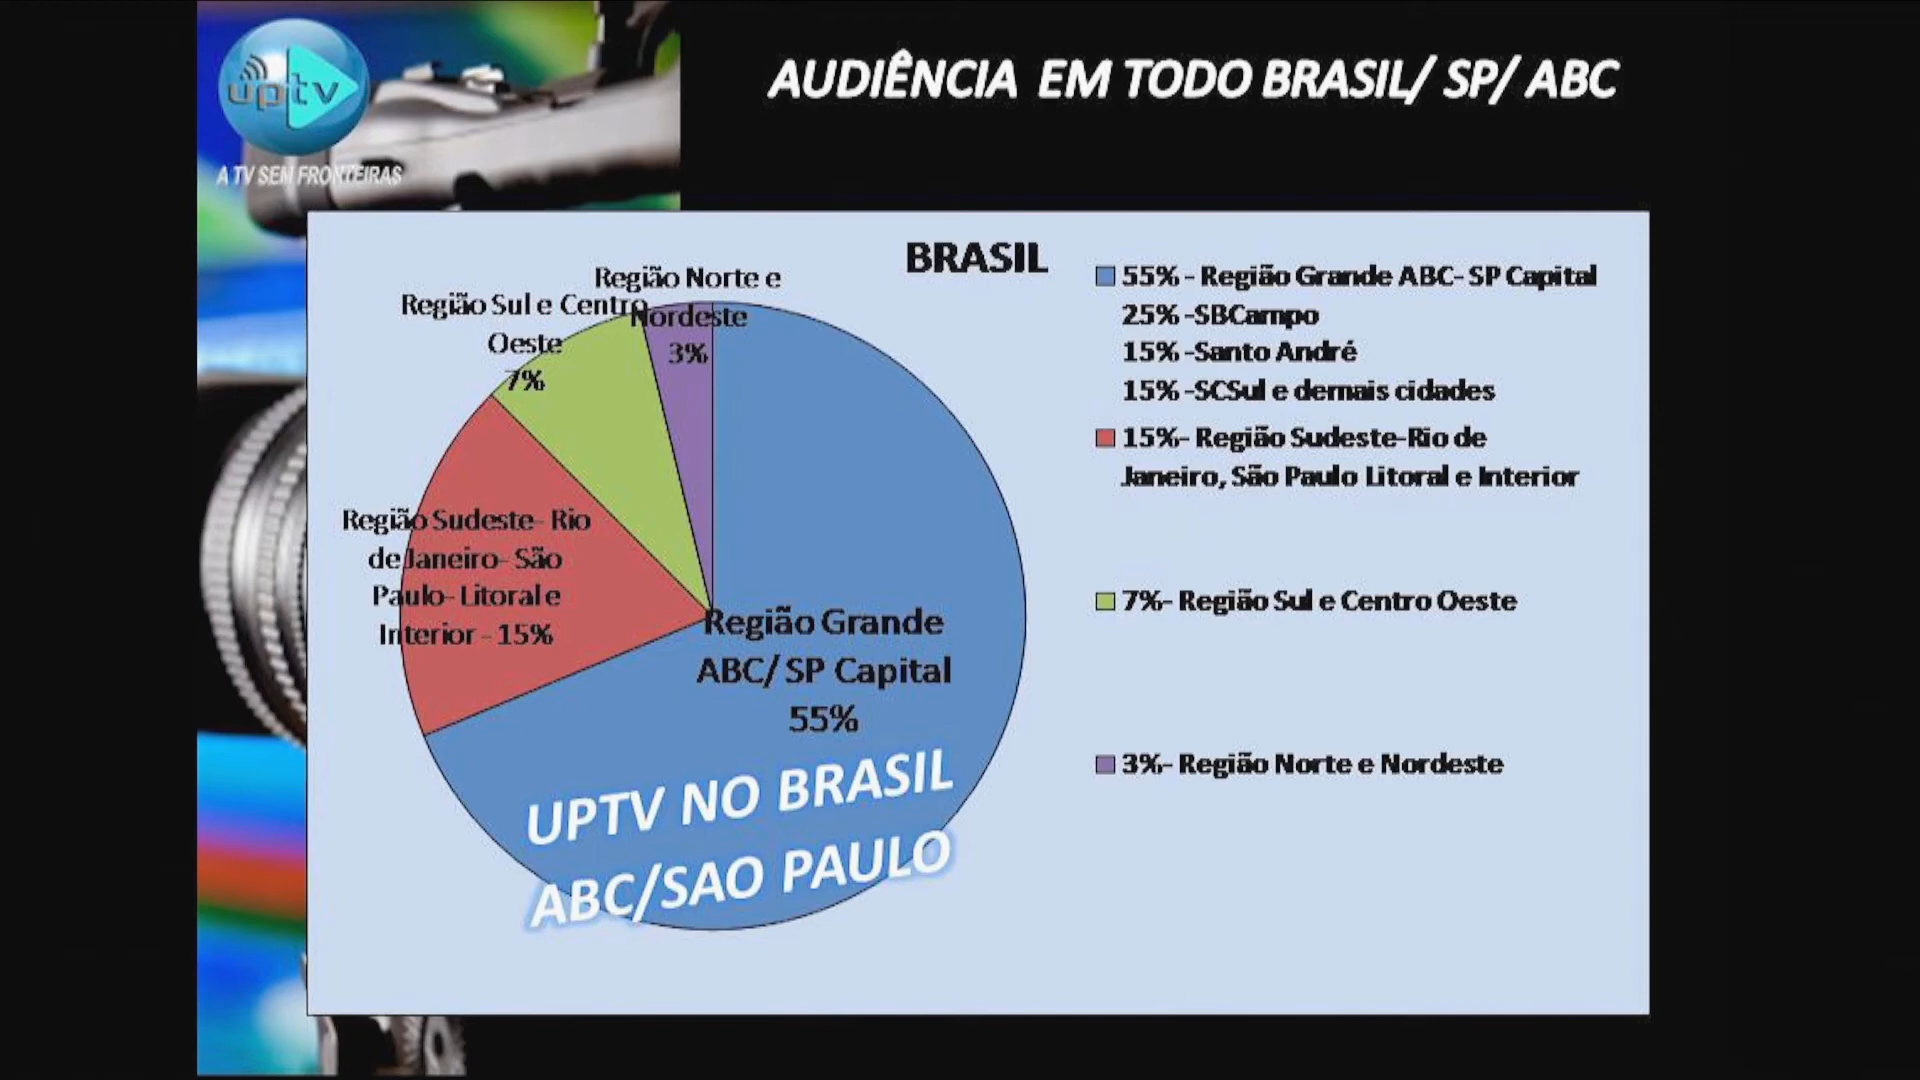 uptv
A TV SEM FRONTEIRAS
AUDIÊNCIA EM TODO BRASIL/ SP/ ABC
BRASIL
Região Norte e
Nordeste
3%
Região Sul e Centro
Oeste
7%
Região Sudeste- Rio
de Janeiro- São
Paulo- Litoral e
Interior - 15%
Região Grande
ABC/ SP Capital
55%
UPTV NO BRASIL
ABC/SAO PAULO
55% - Região Grande ABC- SP Capital
25% -SBCampo
15% -Santo André
15% -SCSul e demais cidades
15%- Região Sudeste-Rio de
Janeiro, São Paulo Litoral e Interior
7%- Região Sul e Centro Oeste
3%- Região Norte e Nordeste